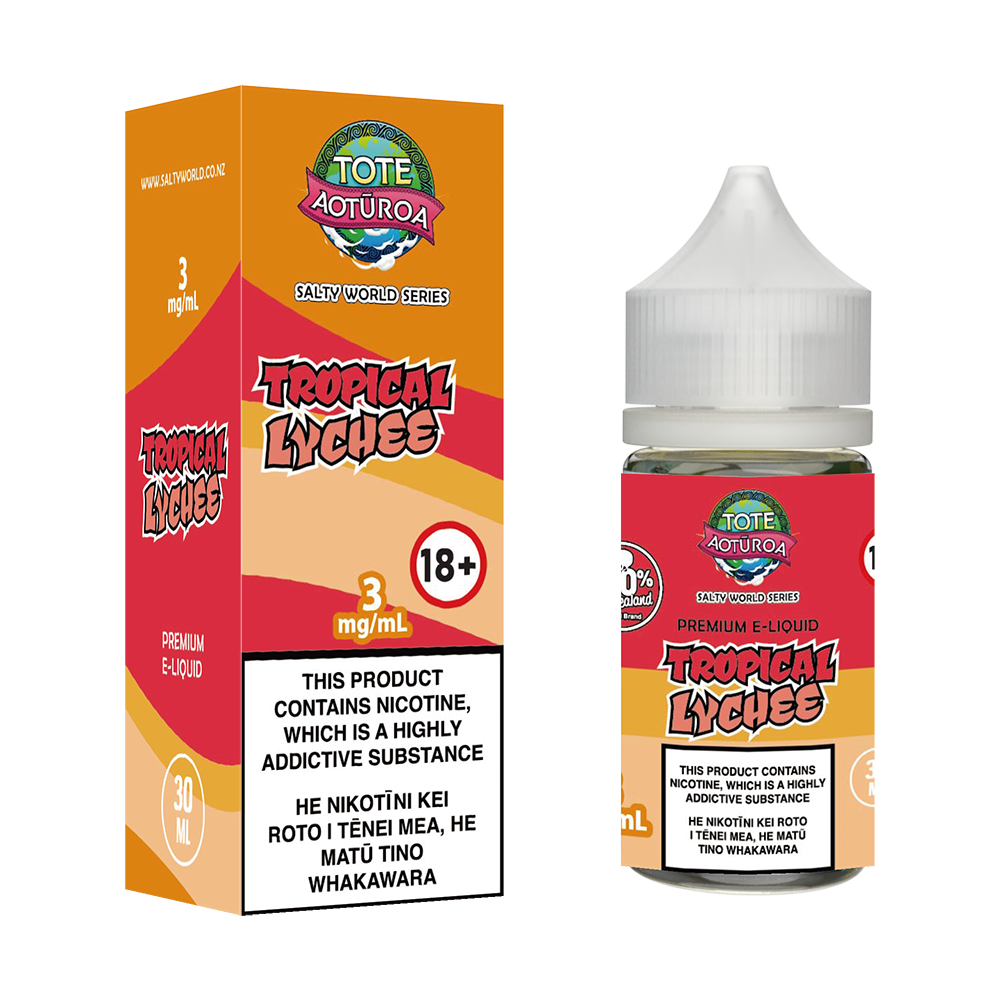 WWW.SALTYWORLD.CO.NZ
3
mg/mL
TROPICAL
LYCHEE
PREMIUM
E-LIQUID
30
ML
TOTE
AOTŪROA
SALTY WORLD SERIES
TROPICAL
LYCHEE
18+
3
mg/mL
THIS PRODUCT
CONTAINS NICOTINE,
WHICH IS A HIGHLY
ADDICTIVE SUBSTANCE
HE NIKOTĪNI KEI
ROTO I TĒNEI MEA, HE
MATŪ TINO
WHAKAWARA
TOTE
AOTŪROA
SALTY WORLD SERIES
Brand
PREMIUM E-LIQUID
TROPICAL
LYCHEE
THIS PRODUCT CONTAINS
NICOTINE, WHICH IS A HIGHLY
ADDICTIVE SUBSTANCE
HE NIKOTĪNI KEI ROTO
I TĒNEI MEA, HE MATŪ
TINO WHAKAWARA